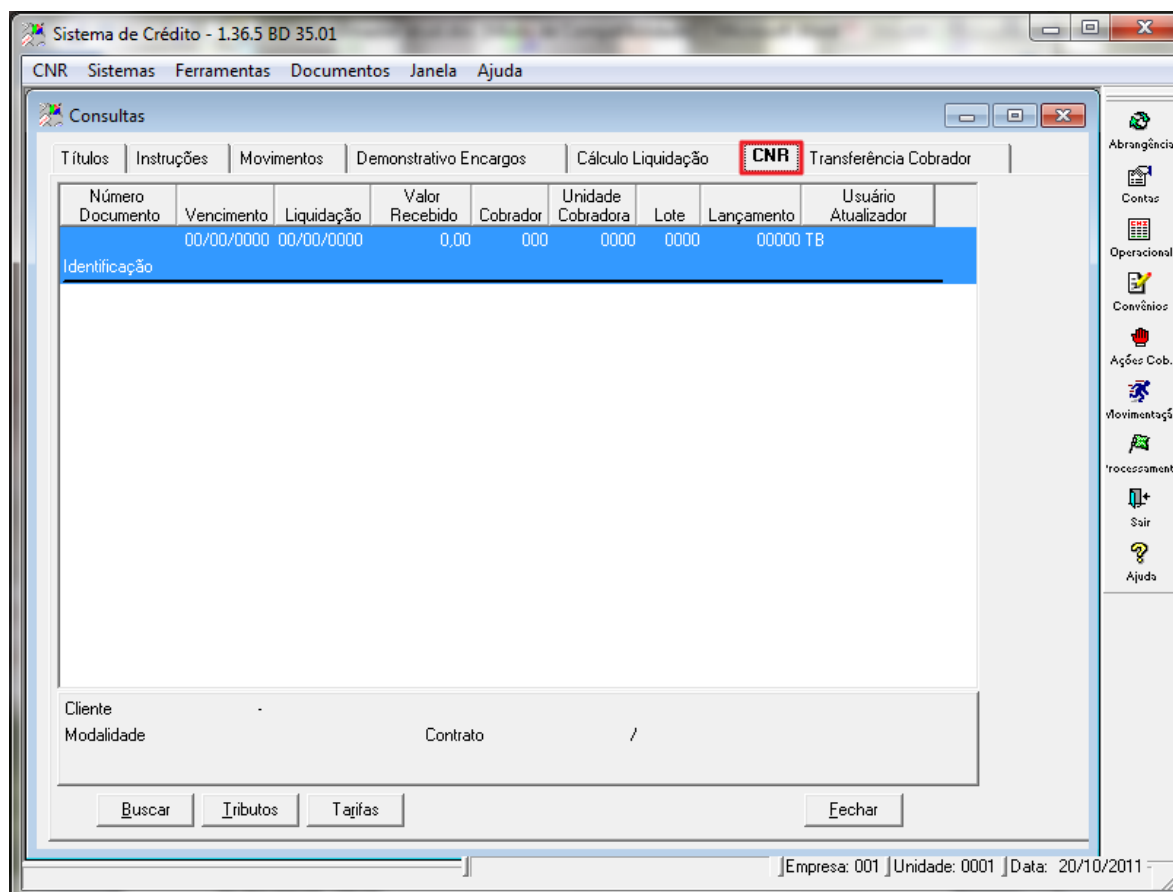 Sistema de Crédito - 1.36.5 BD 35.01
CNR Sistemas Ferramentas Documentos Janela Ajuda
Consultas
Títulos Instruções Movimentos Demonstrativo Encargos Cálculo Liquidação CNR Transferência Cobrador
Número Documento Vencimento Liquidação Valor Recebido Cobrador Unidade Cobradora Lote Lançamento Usuário Atualizador
00/00/0000 00/00/0000 0,00 000 0000 0000 00000 TB
Identificação
Cliente -
Modalidade Contrato /
Buscar Tributos Tarifas Fechar
Abrangência
Contas
Operacional
Convênios
Ações Cob.
Movimentaçã
rocessament
Sair
Ajuda
Empresa: 001 Unidade: 0001 Data: 20/10/2011